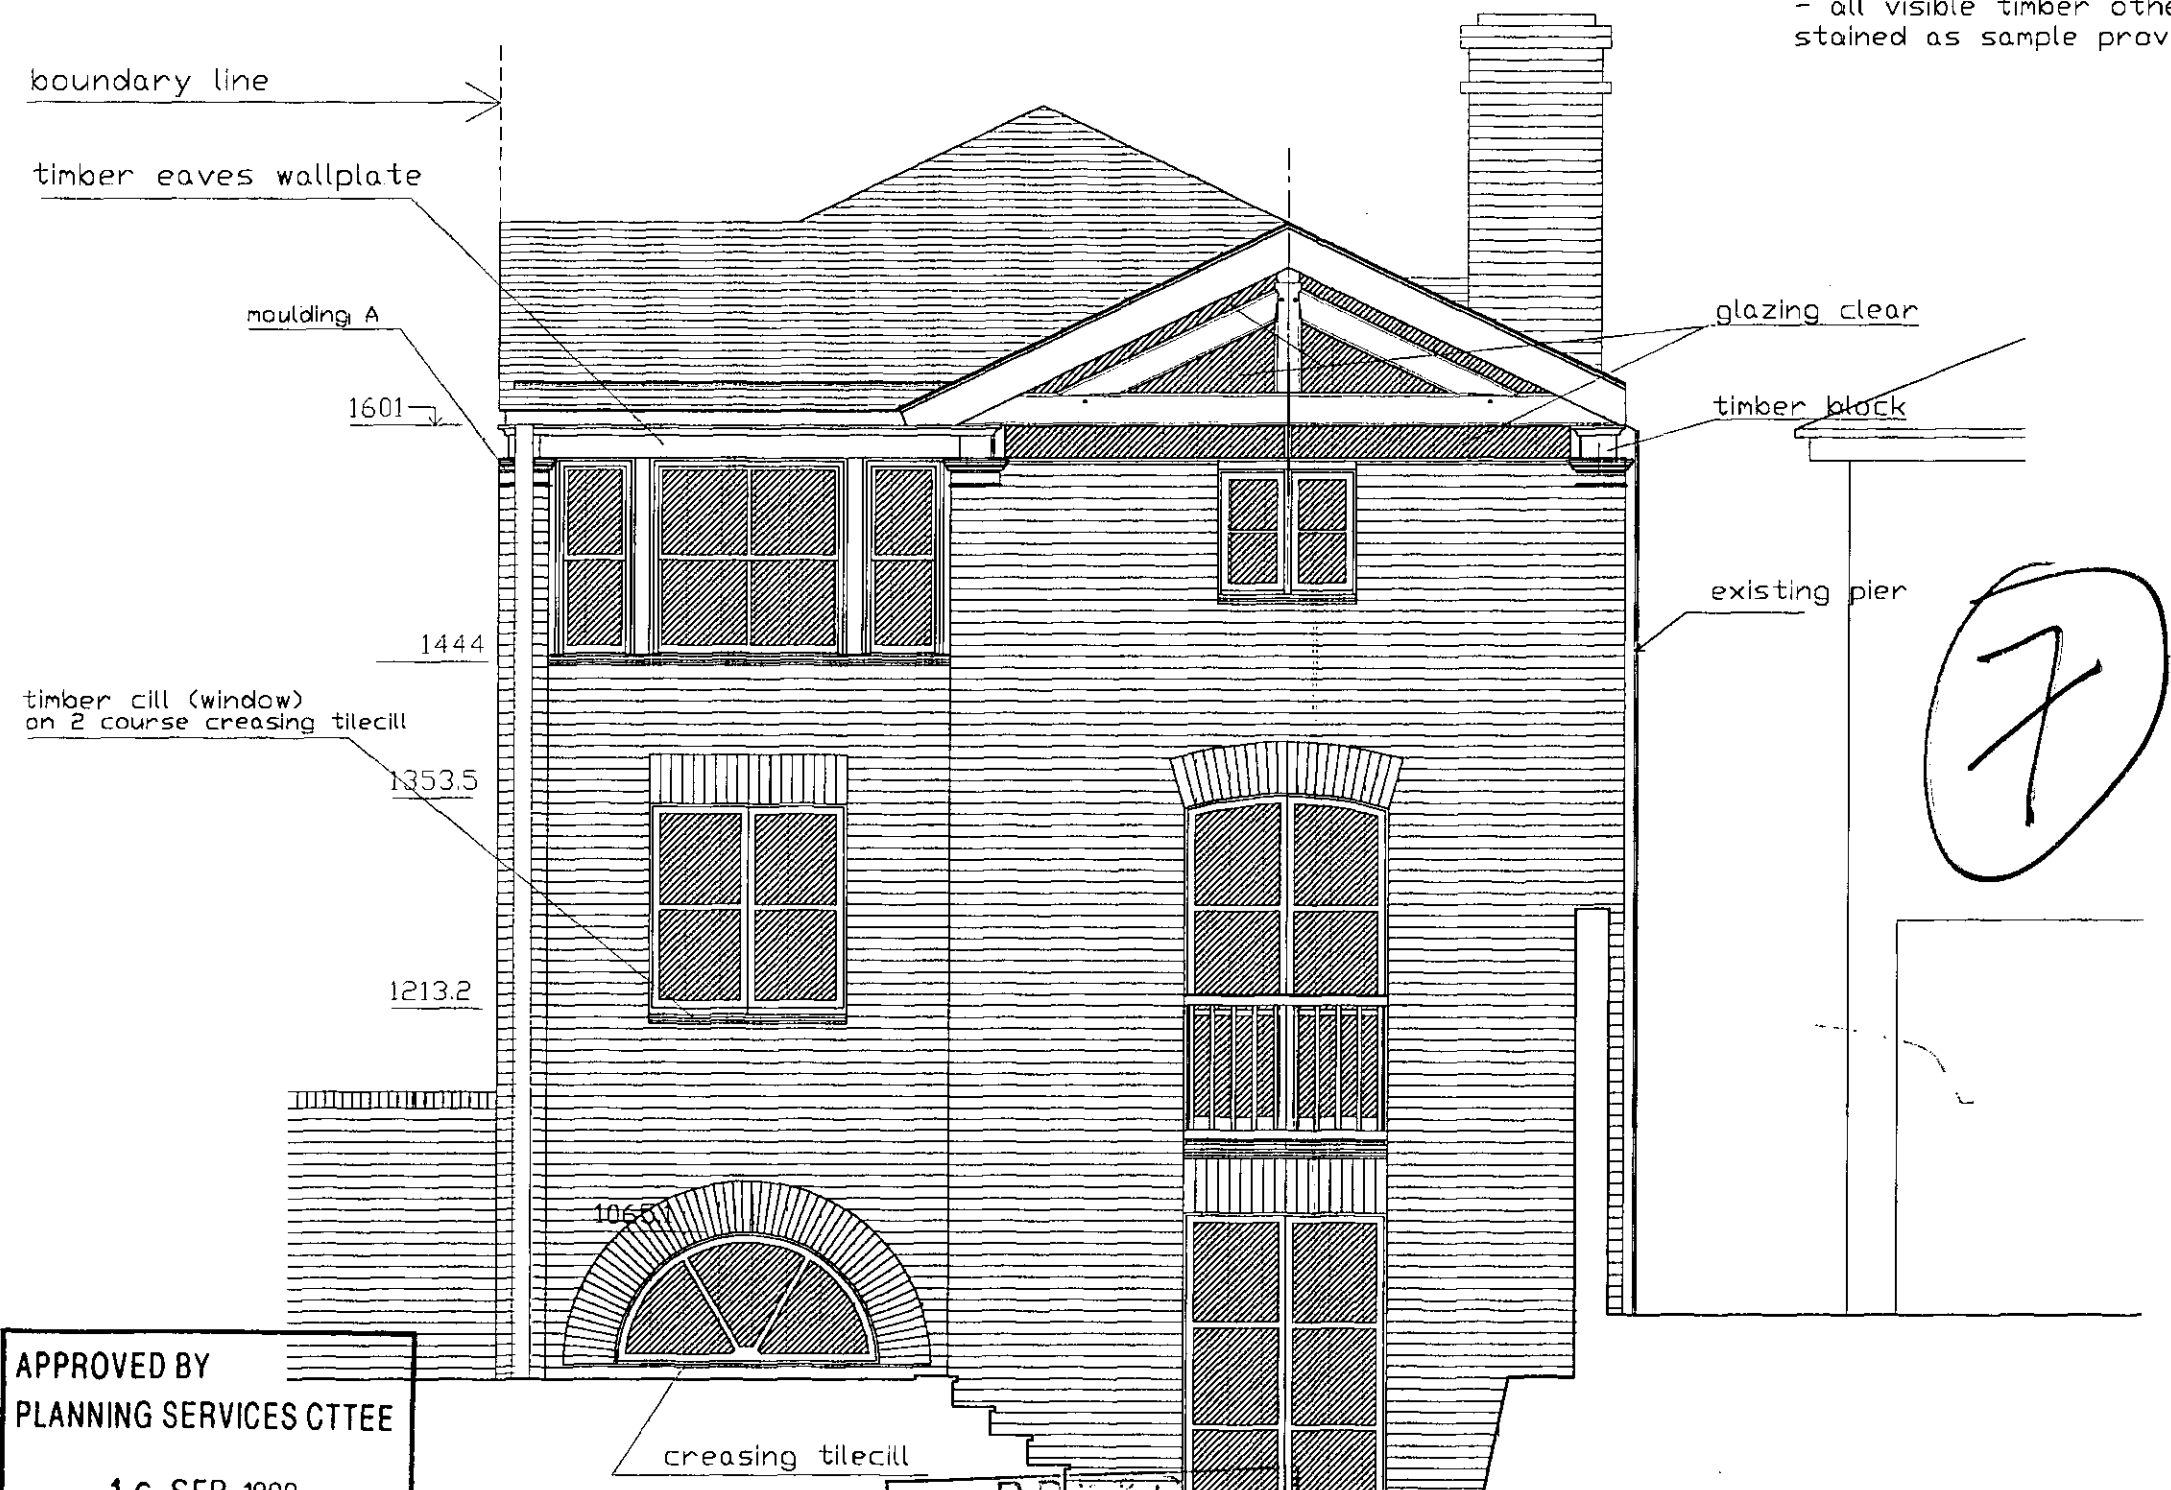 - all visible timber othe
stained as sample prov
boundary line
timber eaves wallplate
moulding A
glazing clear
1601
timber block
existing pier
7
1444
timber cill (window)
on 2 course creasing tilecill
1353.5
1213.2
APPROVED BY
PLANNING SERVICES CTTEE
creasing tilecill
SEP